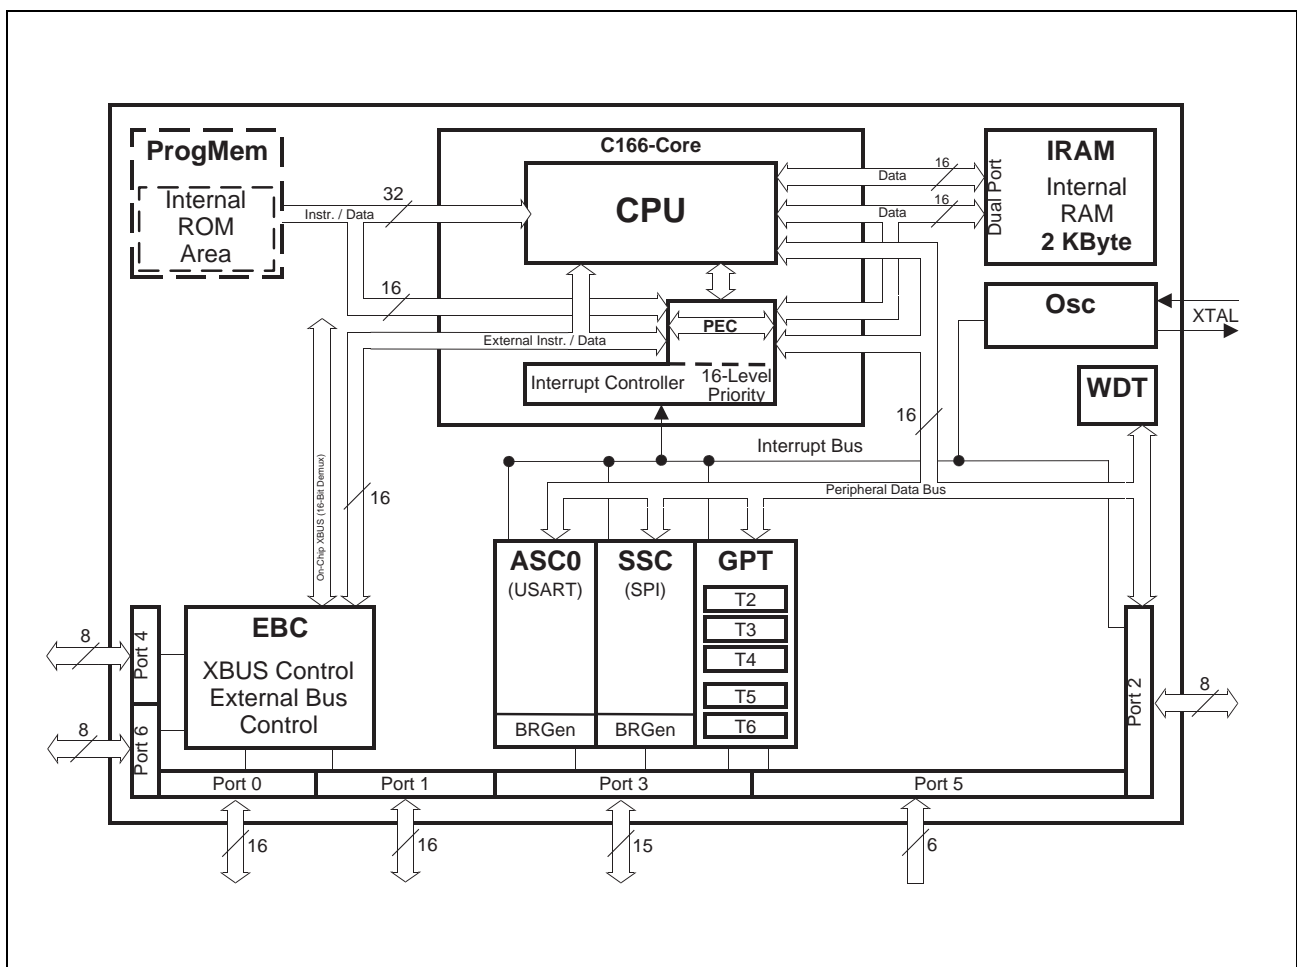 ProgMem
Internal
ROM
Area
C166-Core
CPU
IRAM
Internal
RAM
2 KByte
Dual Port
32
Instr. / Data
16
Data
16
Data
16
PEC
External Instr. / Data
Interrupt Controller
16-Level
Priority
Osc
XTAL
WDT
16
Interrupt Bus
Peripheral Data Bus
On-Chip XBUS (16-Bit Demux)
16
ASC0
(USART)
BRGen
SSC
(SPI)
BRGen
GPT
T2
T3
T4
T5
T6
EBC
XBUS Control
External Bus
Control
8
Port 4
8
Port 6
Port 2
8
Port 0
Port 1
Port 3
Port 5
16
16
15
6